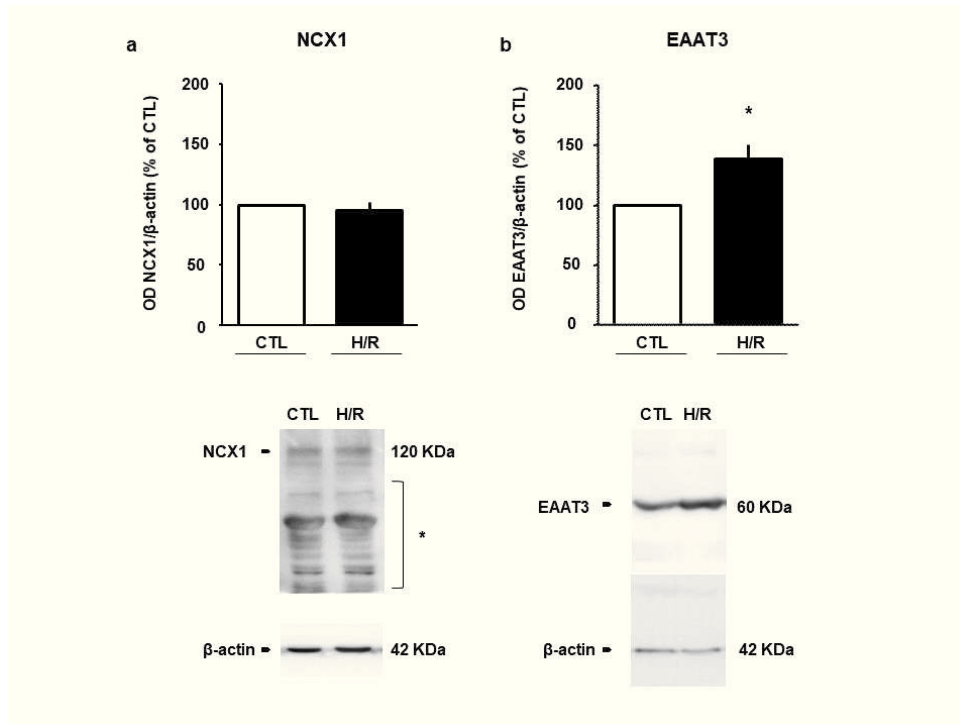 a NCX1
OD NCX1/β-actin (% of CTL)
200
150
100
50
0
CTL H/R
CTL H/R
NCX1 120 KDa
*
β-actin 42 KDa
b EAAT3
OD EAAT3/β-actin (% of CTL)
200
150
100
50
0
*
CTL H/R
CTL H/R
EAAT3 60 KDa
β-actin 42 KDa